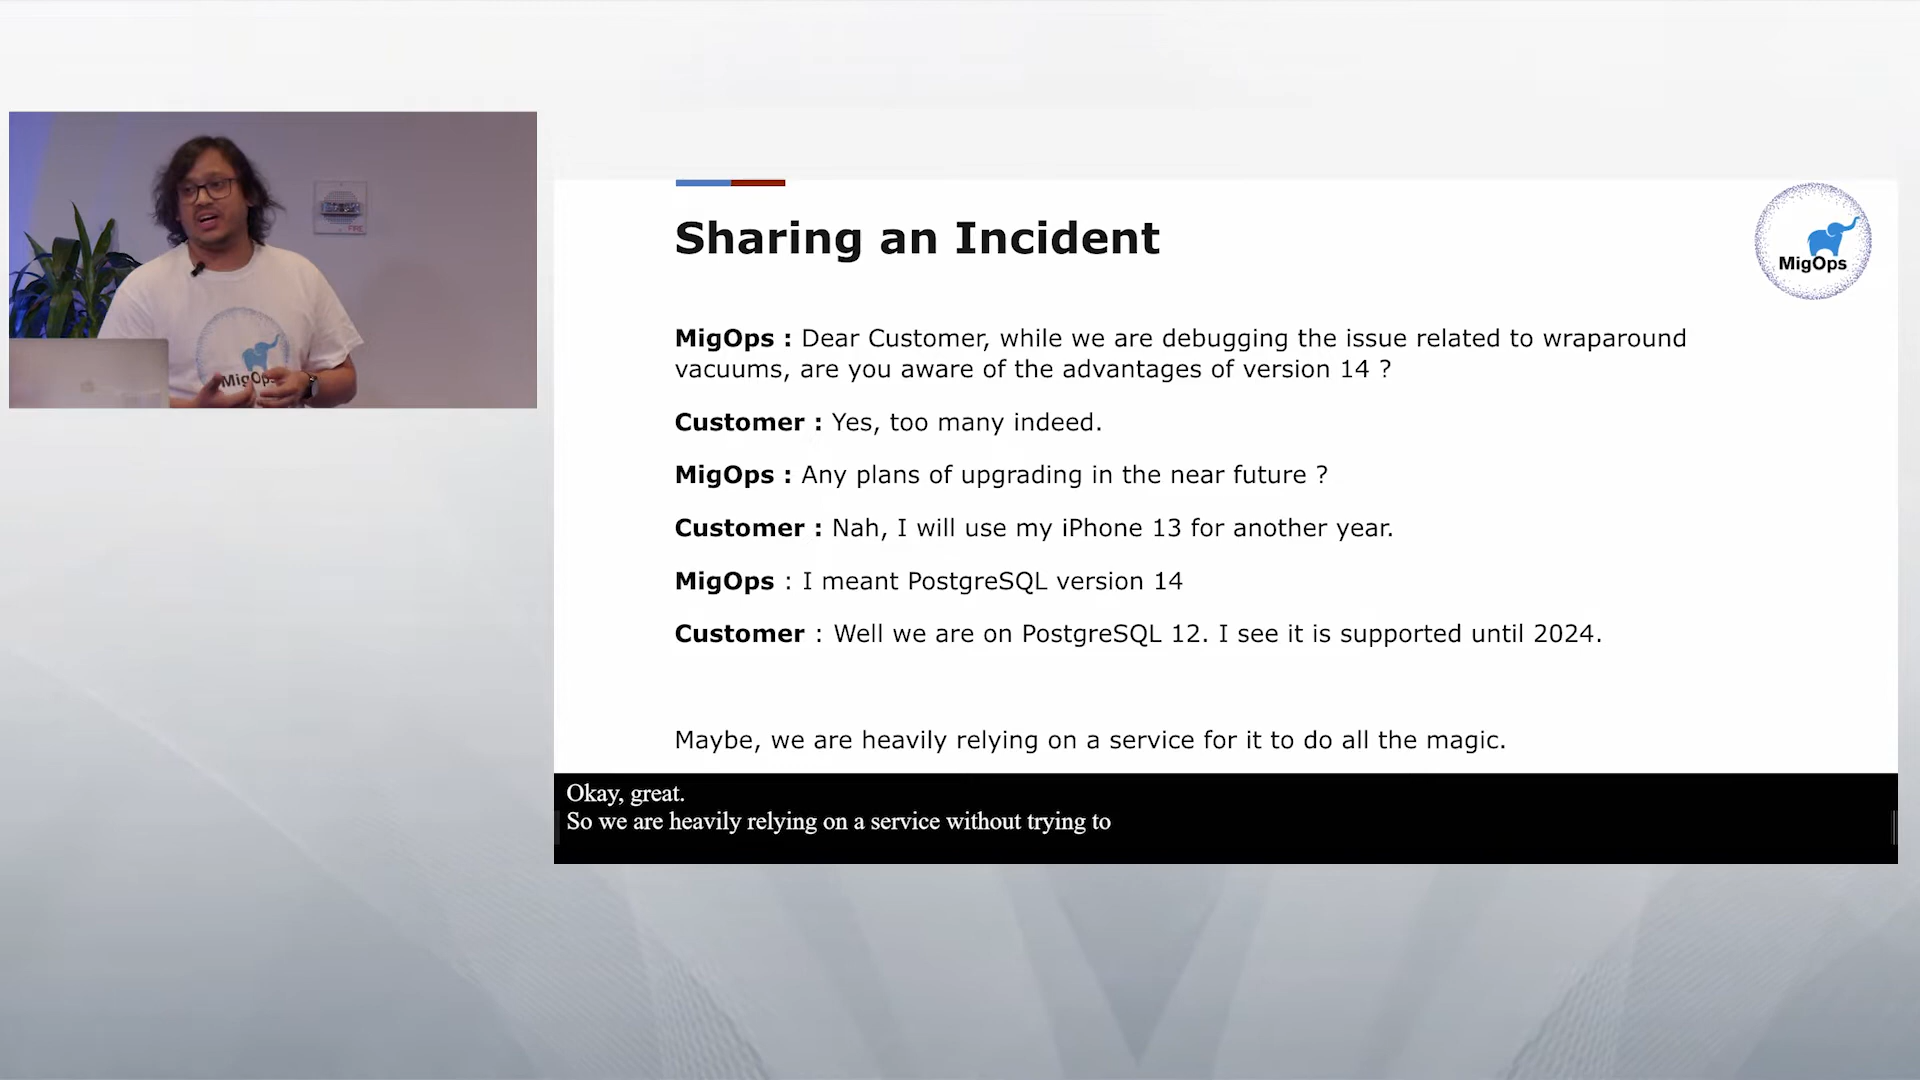 Sharing an Incident
MigOps
MigOps : Dear Customer, while we are debugging the issue related to wraparound
vacuums, are you aware of the advantages of version 14 ?
Customer : Yes, too many indeed.
MigOps : Any plans of upgrading in the near future ?
Customer : Nah, I will use my iPhone 13 for another year.
MigOps : I meant PostgreSQL version 14
Customer : Well we are on PostgreSQL 12. I see it is supported until 2024.
Maybe, we are heavily relying on a service for it to do all the magic.
Okay, great.
So we are heavily relying on a service without trying to
FIRE
MigOps